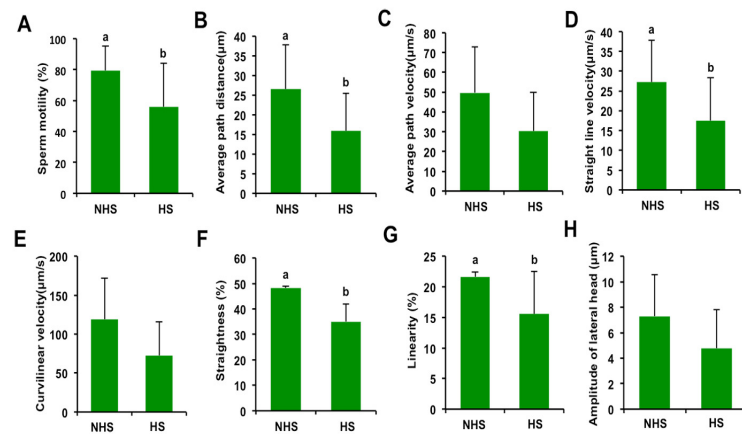 A
Sperm motility (%)
120
100
80
60
40
20
0
a
b
NHS HS
B
Average path distance(µm)
40
35
30
25
20
15
10
5
0
a
b
NHS HS
C
Average path velocity(µm/s)
80
70
60
50
40
30
20
10
0
NHS HS
D
Straight line velocity(µm/s)
40
35
30
25
20
15
10
5
0
a
b
NHS HS
E
Curvilinear velocity(µm/s)
200
150
100
50
0
NHS HS
F
Straightness (%)
60
50
40
30
20
10
0
a
b
NHS HS
G
Linearity (%)
25
20
15
10
5
0
a
b
NHS HS
H
Amplitude of lateral head (µm)
12
10
8
6
4
2
0
NHS HS